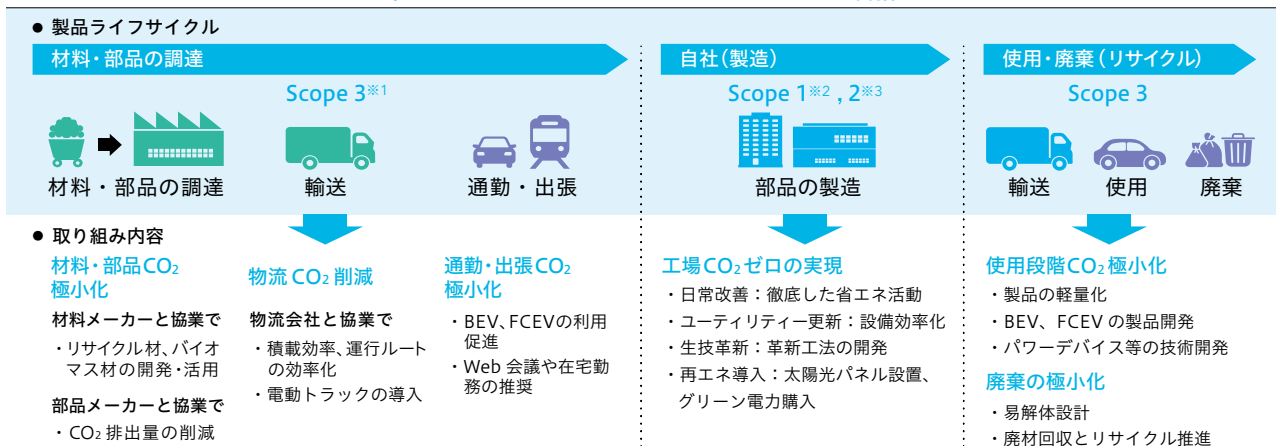 ● 製品ライフサイクル
材料・部品の調達
Scope 3※1
材料・部品の調達
輸送
通勤・出張
自社(製造)
Scope 1※2 , 2※3
部品の製造
使用・廃棄(リサイクル)
Scope 3
輸送
使用
廃棄
● 取り組み内容
材料・部品CO2
極小化
材料メーカーと協業で
・リサイクル材、バイオ
マス材の開発・活用
部品メーカーと協業で
・CO2 排出量の削減
物流 CO2 削減
物流会社と協業で
・積載効率、運行ルート
の効率化
・電動トラックの導入
通勤・出張CO2
極小化
・BEV、FCEVの利用
促進
・Web 会議や在宅勤
務の推奨
工場CO2ゼロの実現
・日常改善：徹底した省エネ活動
・ユーティリティー更新：設備効率化
・生技革新：革新工法の開発
・再エネ導入：太陽光パネル設置、
グリーン電力購入
使用段階CO2極小化
・製品の軽量化
・BEV、FCEV の製品開発
・パワーデバイス等の技術開発
廃棄の極小化
・易解体設計
・廃材回収とリサイクル推進